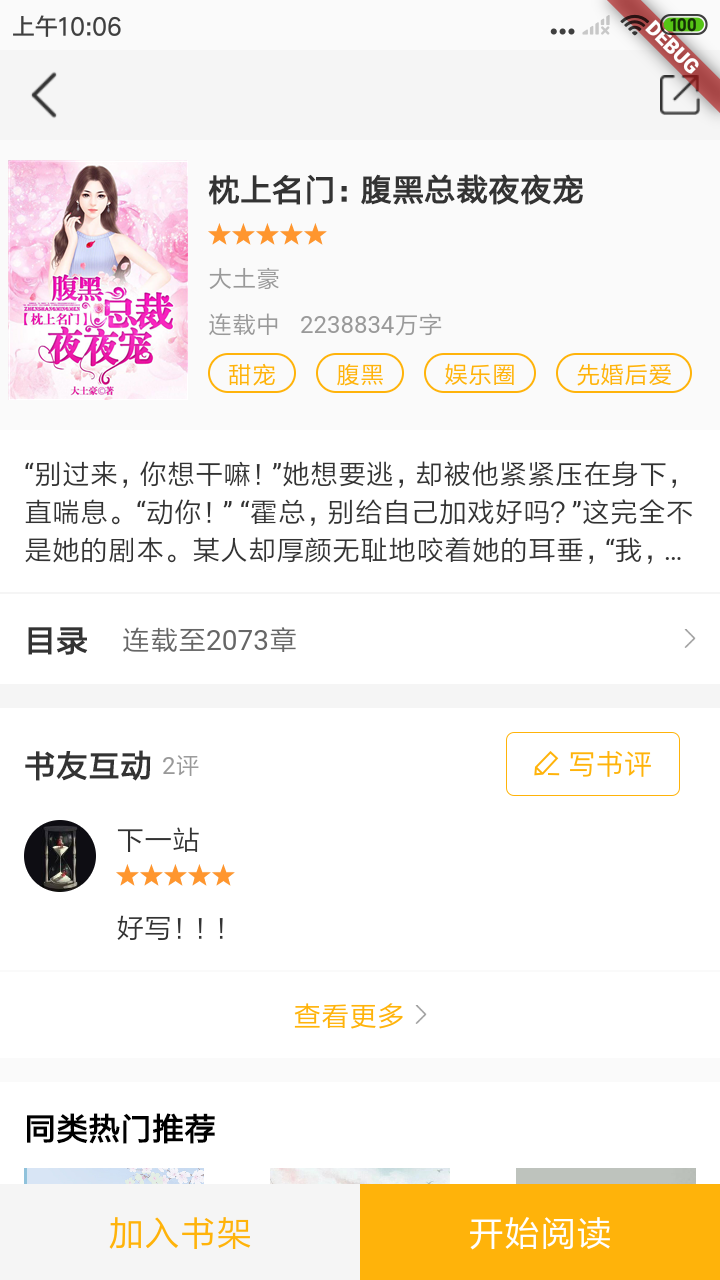 上午10:06
100
DEBUG
枕上名门：腹黑总裁夜夜宠
大土豪
连载中 2238834万字
甜宠 腹黑 娱乐圈 先婚后爱
腹黑
总裁
【枕上名门】
夜夜宠
大土豪◎著
“别过来，你想干嘛！”她想要逃，却被他紧紧压在身下，
直喘息。“动你！” “霍总，别给自己加戏好吗？”这完全不
是她的剧本。某人却厚颜无耻地咬着她的耳垂，“我，...
目录 连载至2073章
书友互动 2评
写书评
下一站
好写！！！
查看更多
同类热门推荐
加入书架
开始阅读